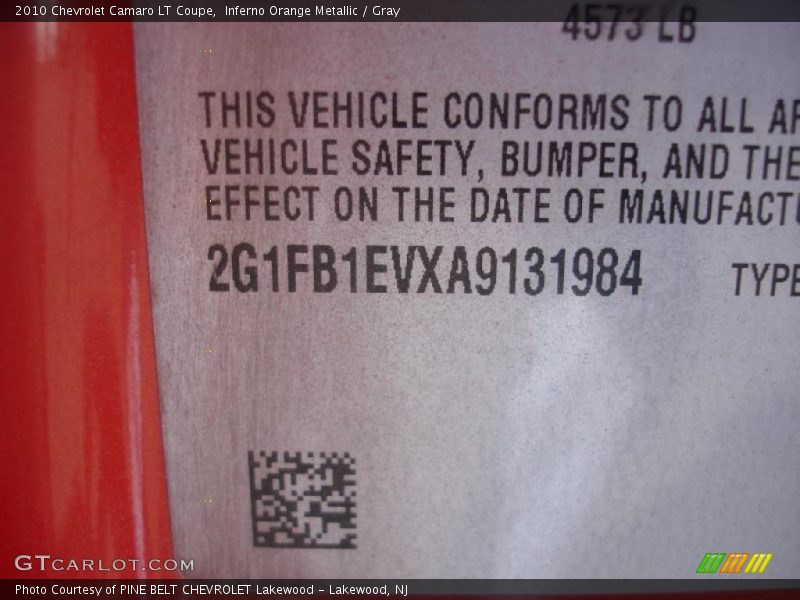 2010 Chevrolet Camaro LT Coupe, Inferno Orange Metallic / Gray
4573 LB
THIS VEHICLE CONFORMS TO ALL
VEHICLE SAFETY, BUMPER, AND THE
EFFECT ON THE DATE OF MANUFACTU
2G1FB1EVXA9131984 TYPE
GTCARLOT.COM
Photo Courtesy of PINE BELT CHEVROLET Lakewood - Lakewood, NJ